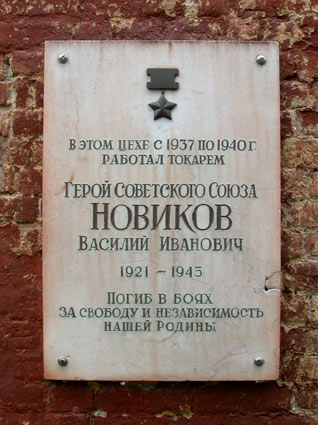 В ЭТОМ ЦЕХЕ С 1937 ПО 1940 Г.
РАБОТАЛ ТОКАРЕМ
ГЕРОЙ СОВЕТСКОГО СОЮЗА
НОВИКОВ
ВАСИЛИЙ ИВАНОВИЧ
1921 – 1945
ПОГИБ В БОЯХ
ЗА СВОБОДУ И НЕЗАВИСИМОСТЬ
НАШЕЙ РОДИНЫ